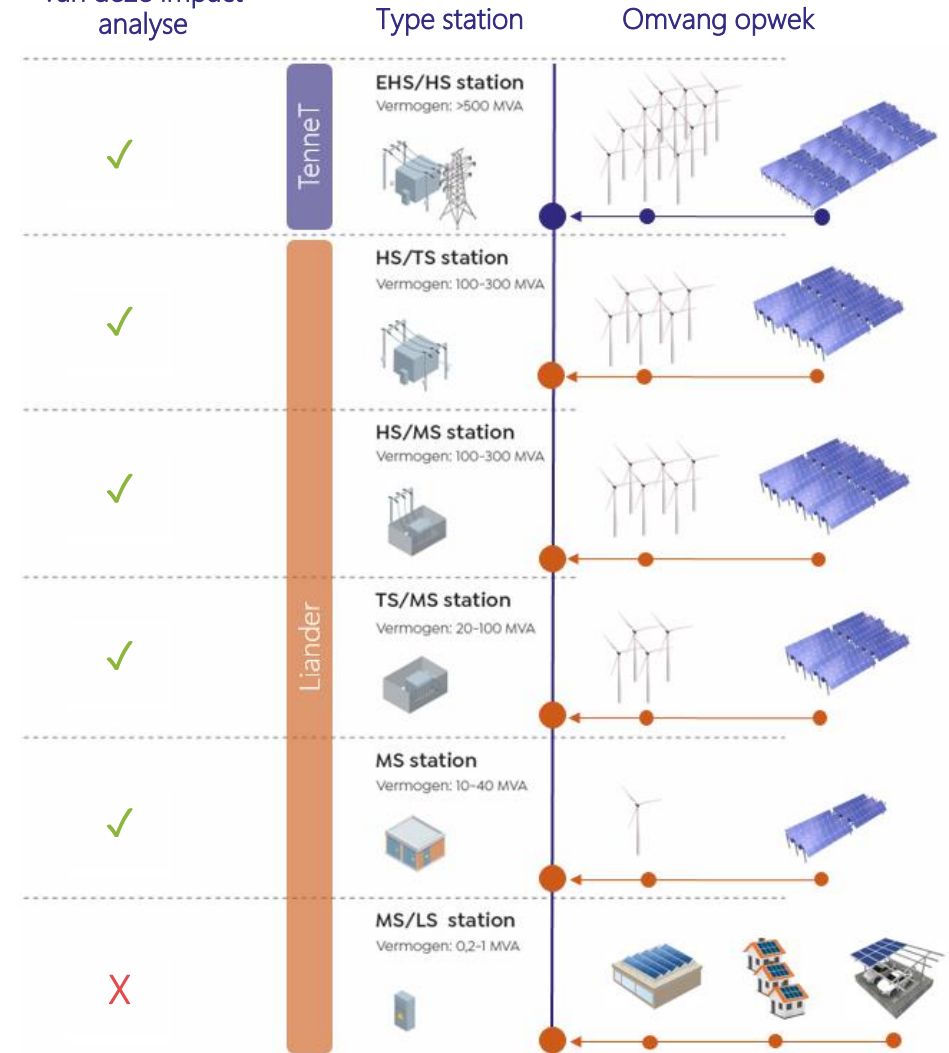 analyse
Type station
Omvang opwek
TenneT
EHS/HS station
Vermogen: >500 MVA
HS/TS station
Vermogen: 100-300 MVA
HS/MS station
Vermogen: 100-300 MVA
Liander
TS/MS station
Vermogen: 20-100 MVA
MS station
Vermogen: 10-40 MVA
MS/LS station
Vermogen: 0,2-1 MVA
X